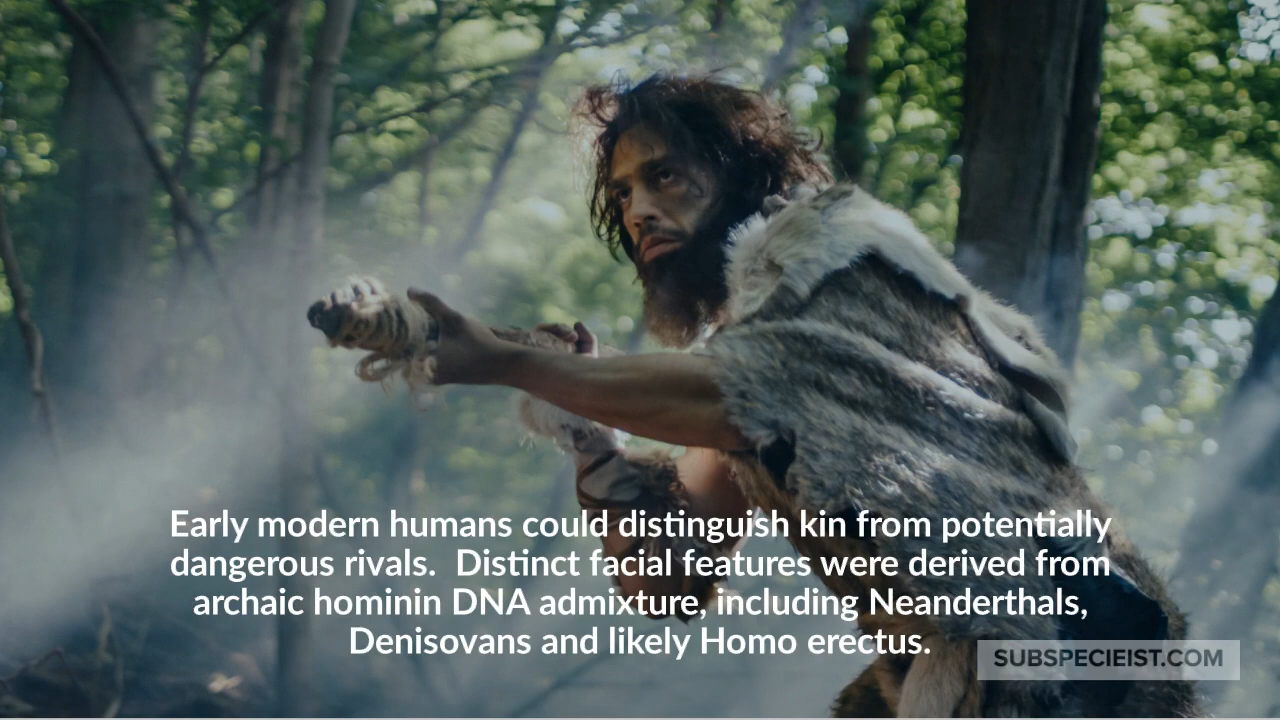 Early modern humans could distinguish kin from potentially
dangerous rivals.  Distinct facial features were derived from
archaic hominin DNA admixture, including Neanderthals,
Denisovans and likely Homo erectus.
SUBSPECIEIST.COM